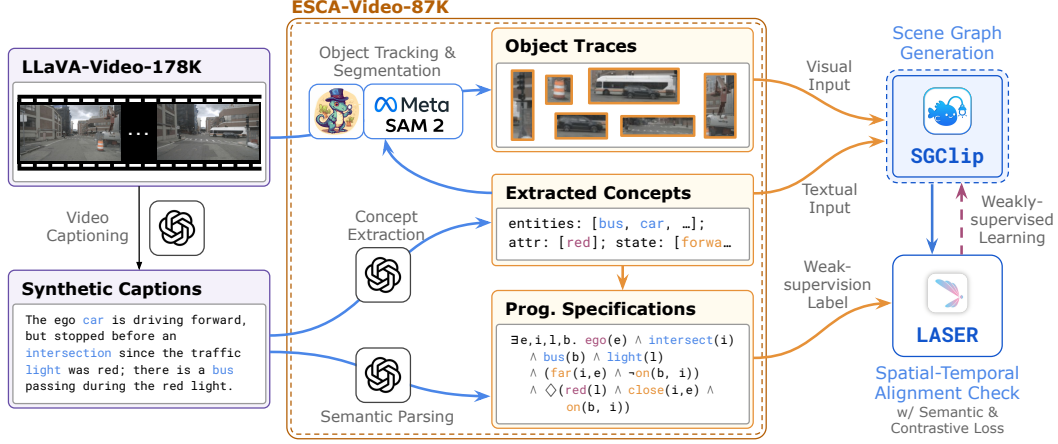 ESCA-Video-87K
LLaVA-Video-178K
...
Video
Captioning
Synthetic Captions
The ego car is driving forward,
but stopped before an
intersection since the traffic
light was red; there is a bus
passing during the red light.
Object Tracking &
Segmentation
Meta
SAM 2
Concept
Extraction
Semantic Parsing
Object Traces
Extracted Concepts
entities: [bus, car, …];
attr: [red]; state: [forwa…
Prog. Specifications
∃e,i,l,b. ego(e) ∧ intersect(i)
∧ bus(b) ∧ light(l)
∧ (far(i,e) ∧ ¬on(b, i))
∧ ◇(red(l) ∧ close(i,e) ∧
on(b, i))
Visual
Input
Textual
Input
Weak-
supervision
Label
Scene Graph
Generation
SGClip
Weakly-
supervised
Learning
LASER
Spatial-Temporal
Alignment Check
w/ Semantic &
Contrastive Loss